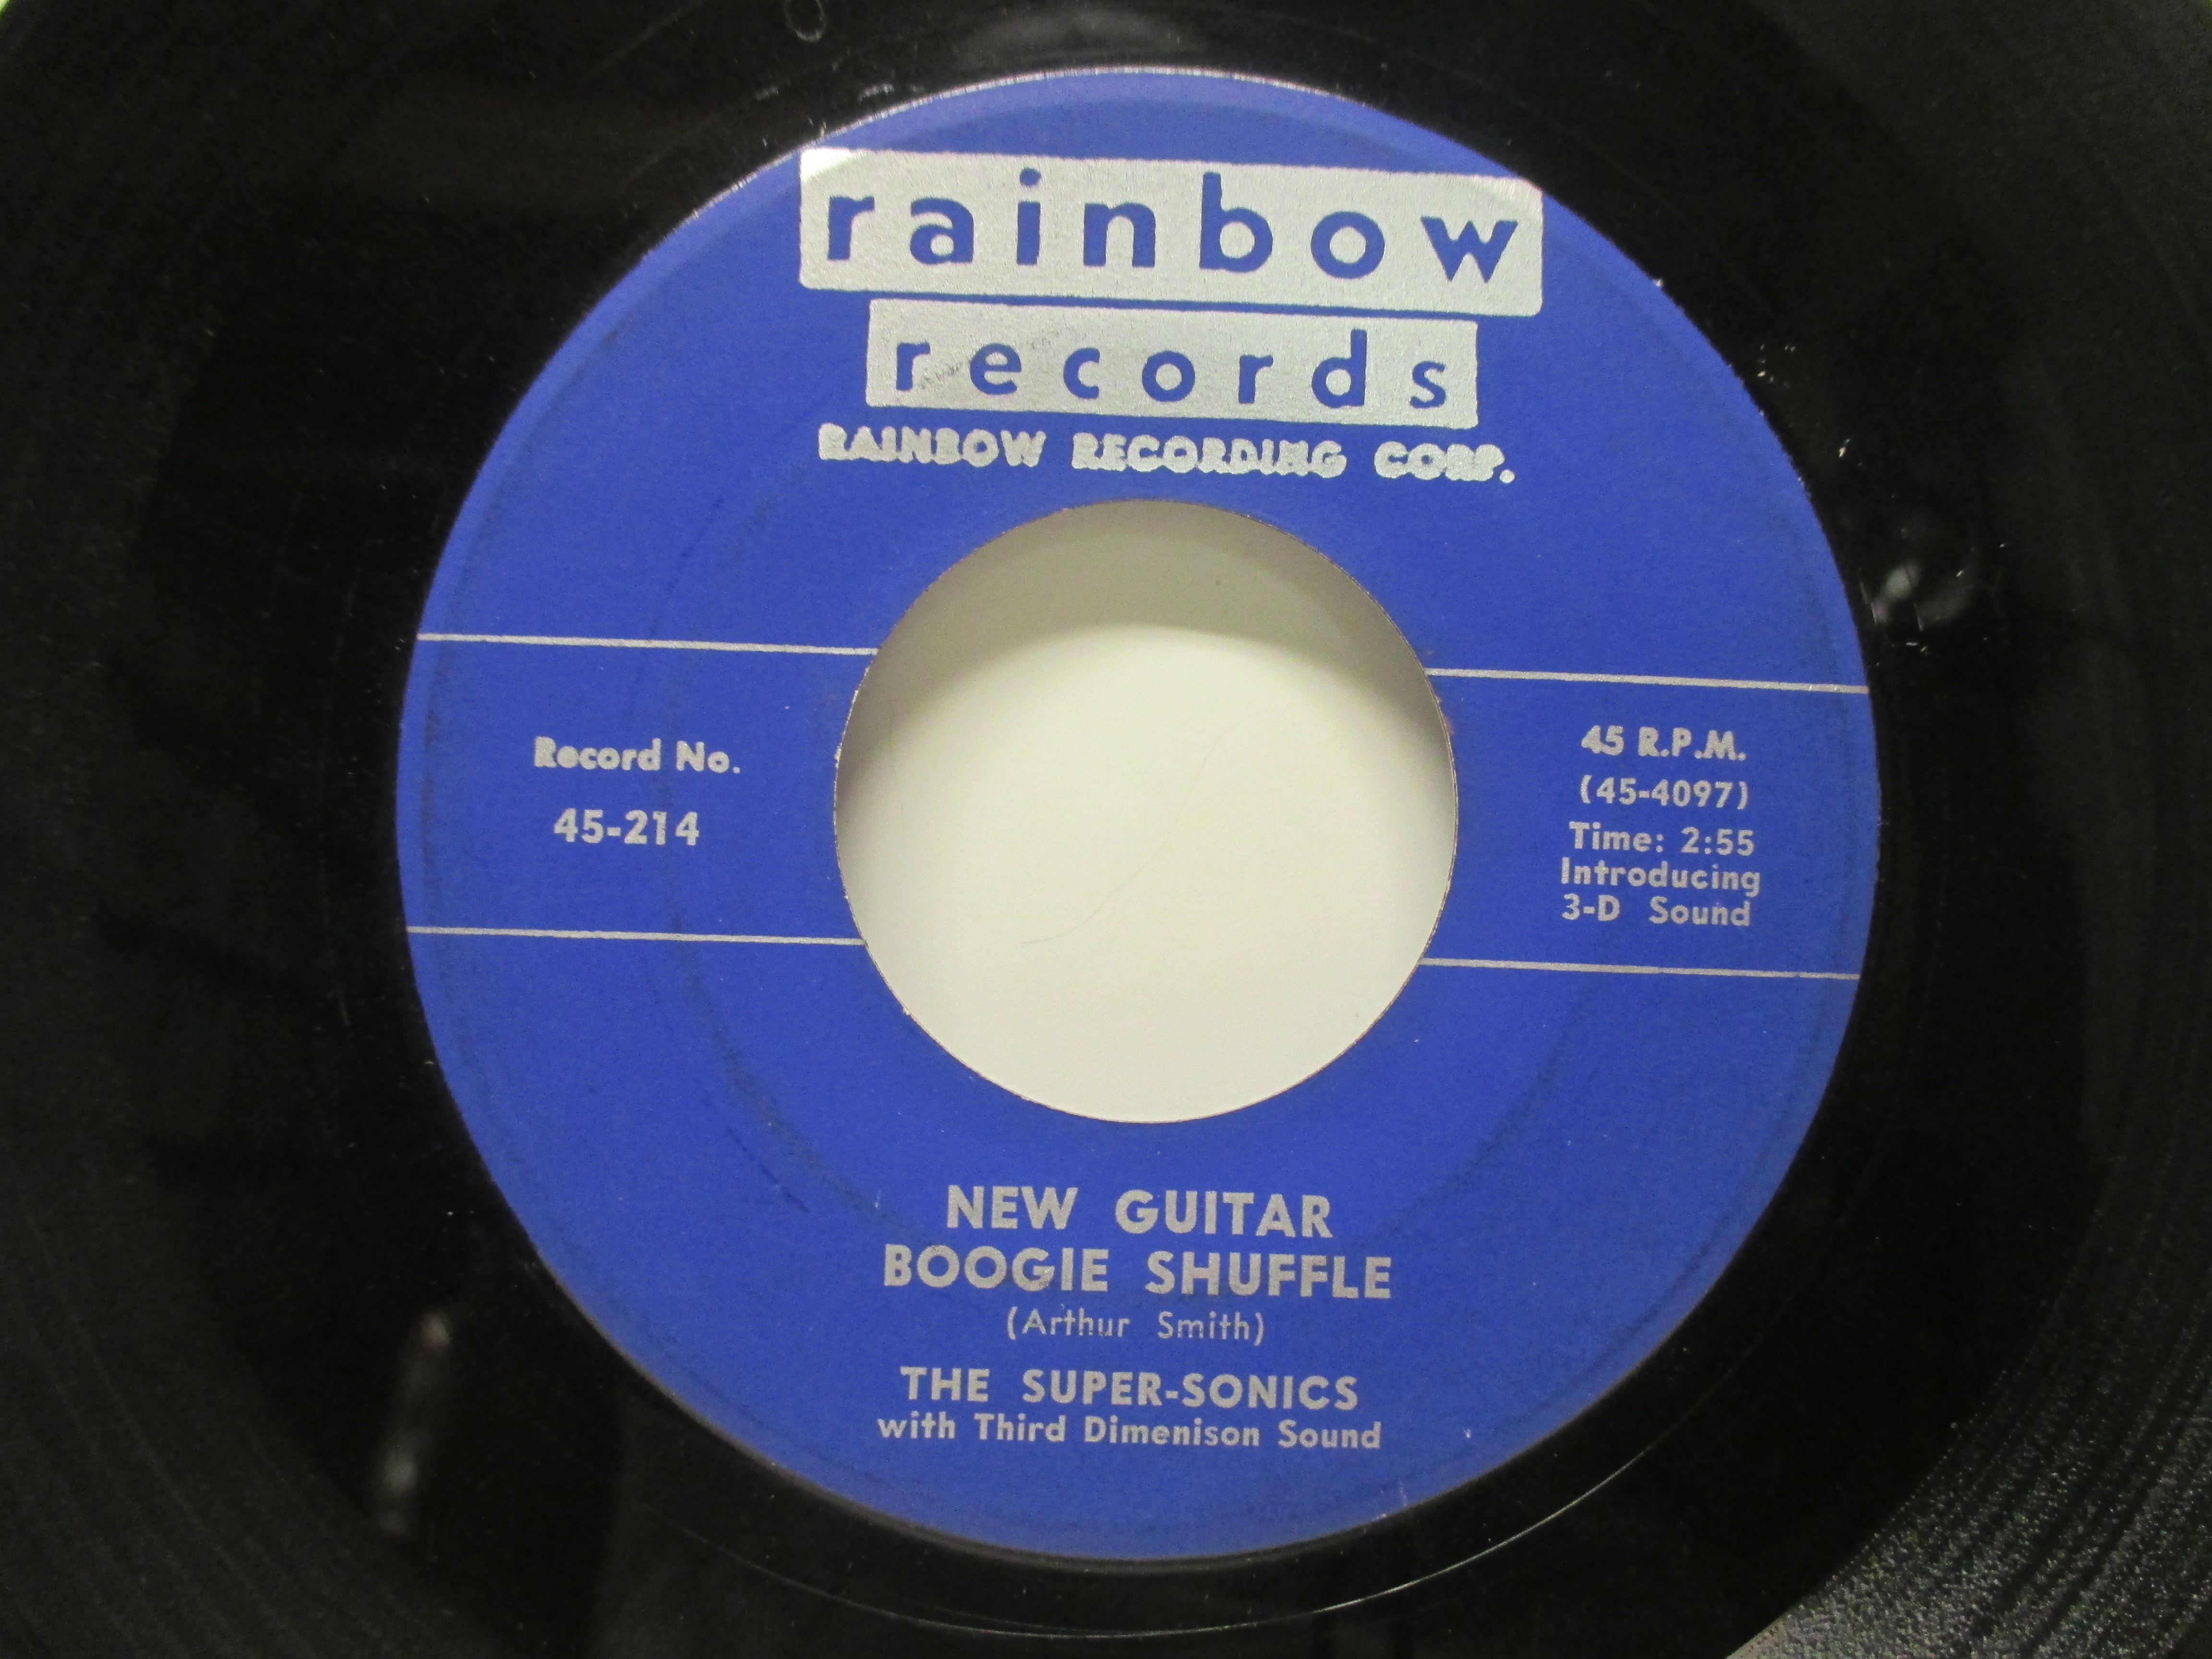 rainbow
records
RAINBOW RECORDING CORP.
Record No.
45-214
45 R.P.M.
(45-4097)
Time: 2:55
Introducing
3-D Sound
NEW GUITAR
BOOGIE SHUFFLE
(Arthur Smith)
THE SUPER-SONICS
with Third Dimenison Sound